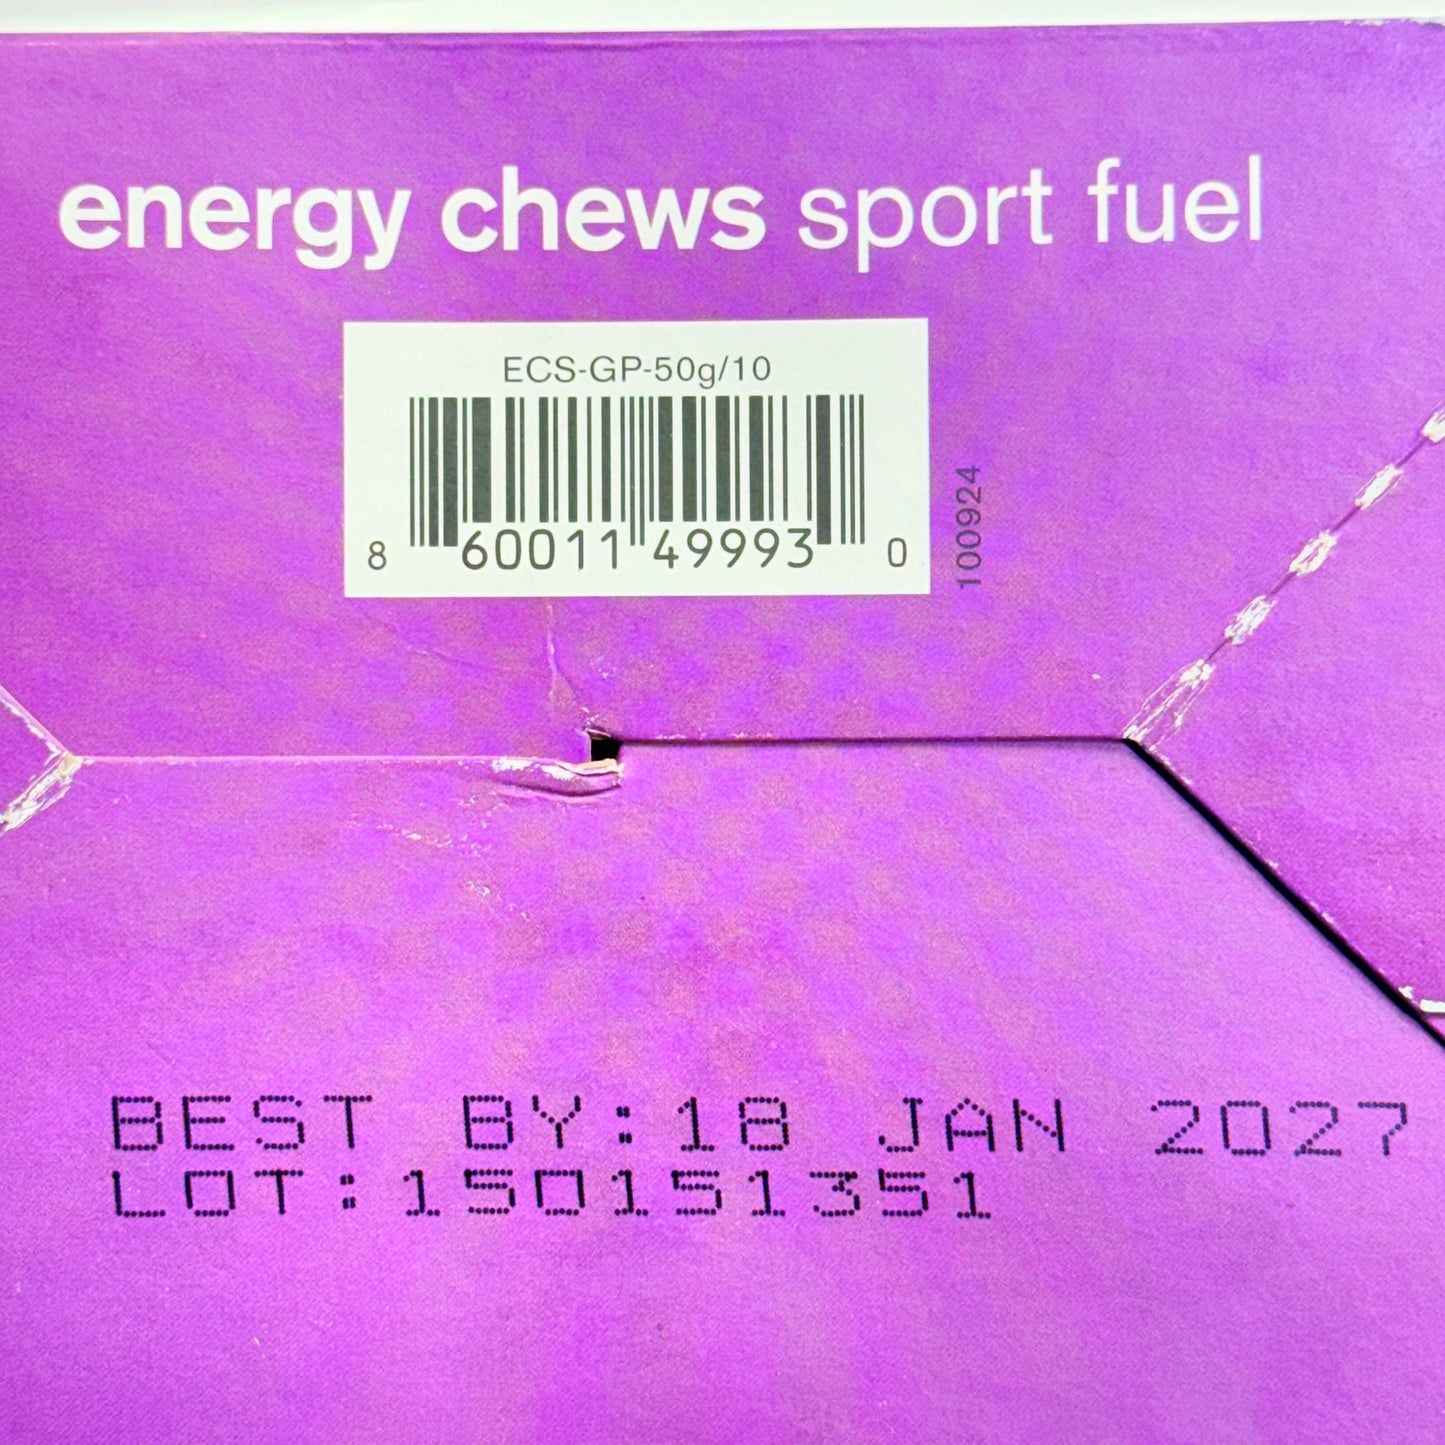 energy chews sport fuel
ECS-GP-50g/10
8 60011 49993 0
100924
BEST BY:18 JAN 2027
LOT:150151351